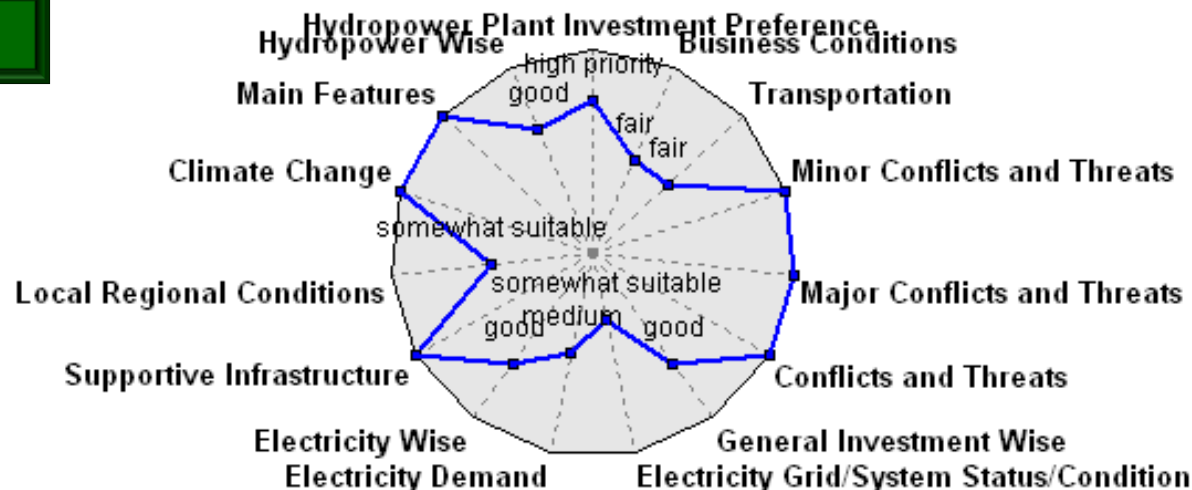 Hydropower Plant Investment Preference
Hydropower Wise
Business Conditions
high priority
Main Features
good
Transportation
fair
fair
Climate Change
Minor Conflicts and Threats
somewhat suitable
Local Regional Conditions
somewhat suitable
Major Conflicts and Threats
medium
good
good
Supportive Infrastructure
Conflicts and Threats
Electricity Wise
General Investment Wise
Electricity Demand
Electricity Grid/System Status/Condition